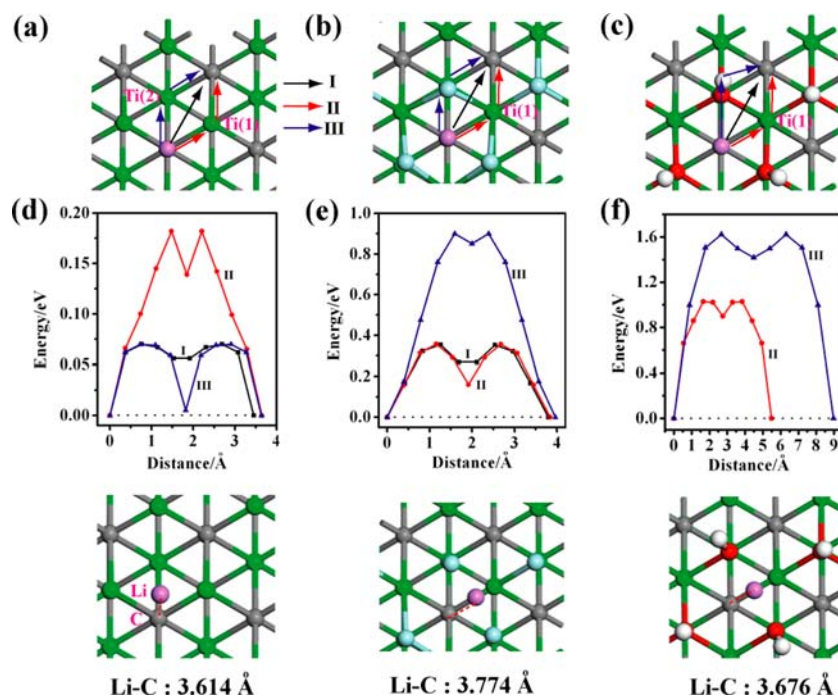 (a)
(b)
(c)
Ti(2
Ti(1)
I
II
III
Ti(1)
Ti(1)
(d)
(e)
(f)
Energy/eV
0.20
0.15
0.10
0.05
0.00
II
I
III
0 1 2 3 4
Distance/Å
Energy/eV
1.0
0.8
0.6
0.4
0.2
0.0
III
I
II
0 1 2 3 4
Distance/Å
Energy/eV
1.6
1.2
0.8
0.4
0.0
III
II
0 1 2 3 4 5 6 7 8 9
Distance/Å
Li
C
Li-C : 3.614 Å
Li-C : 3.774 Å
Li-C : 3.676 Å